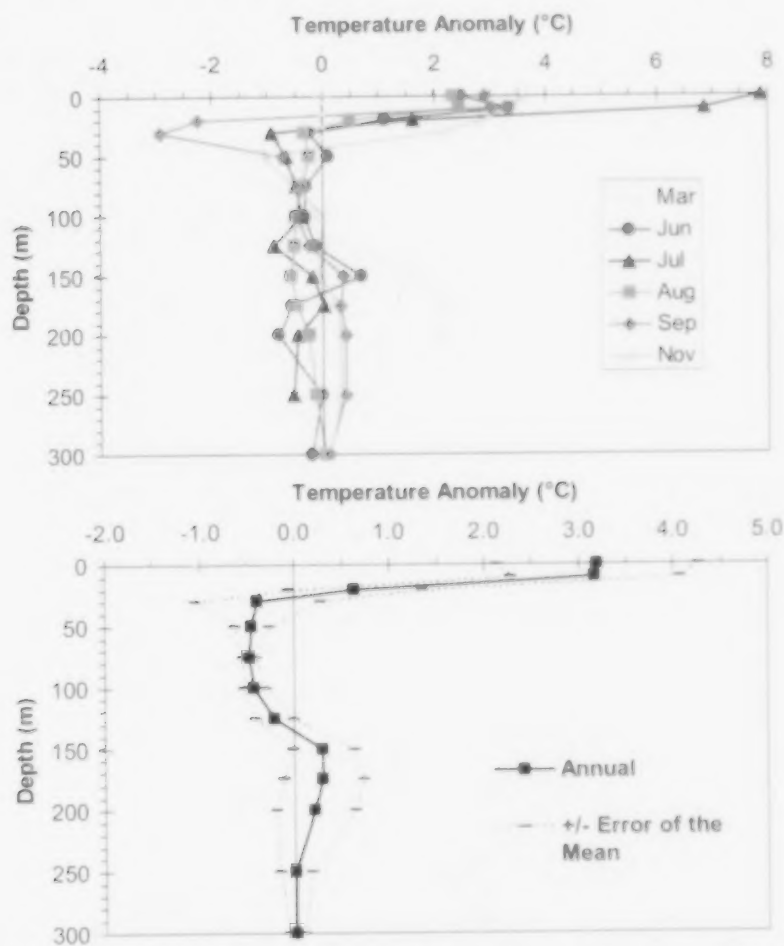 Temperature Anomaly (°C)
-4 -2 0 2 4 6 8
0
50
100
150
200
250
300
Depth (m)
Mar
Jun
Jul
Aug
Sep
Nov
Temperature Anomaly (°C)
-2.0 -1.0 0.0 1.0 2.0 3.0 4.0 5.0
0
50
100
150
200
250
300
Depth (m)
Annual
+/- Error of the
Mean